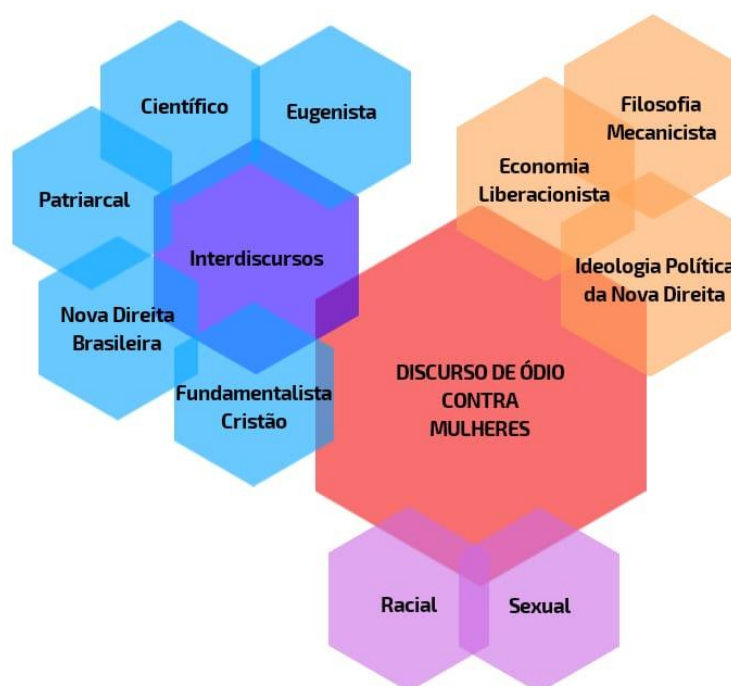 Científico
Eugenista
Patriarcal
Interdiscursos
Nova Direita
Brasileira
Fundamentalista
Cristão
Filosofia
Mecanicista
Economia
Liberacionista
Ideologia Política
da Nova Direita
DISCURSO DE ÓDIO
CONTRA
MULHERES
Racial
Sexual